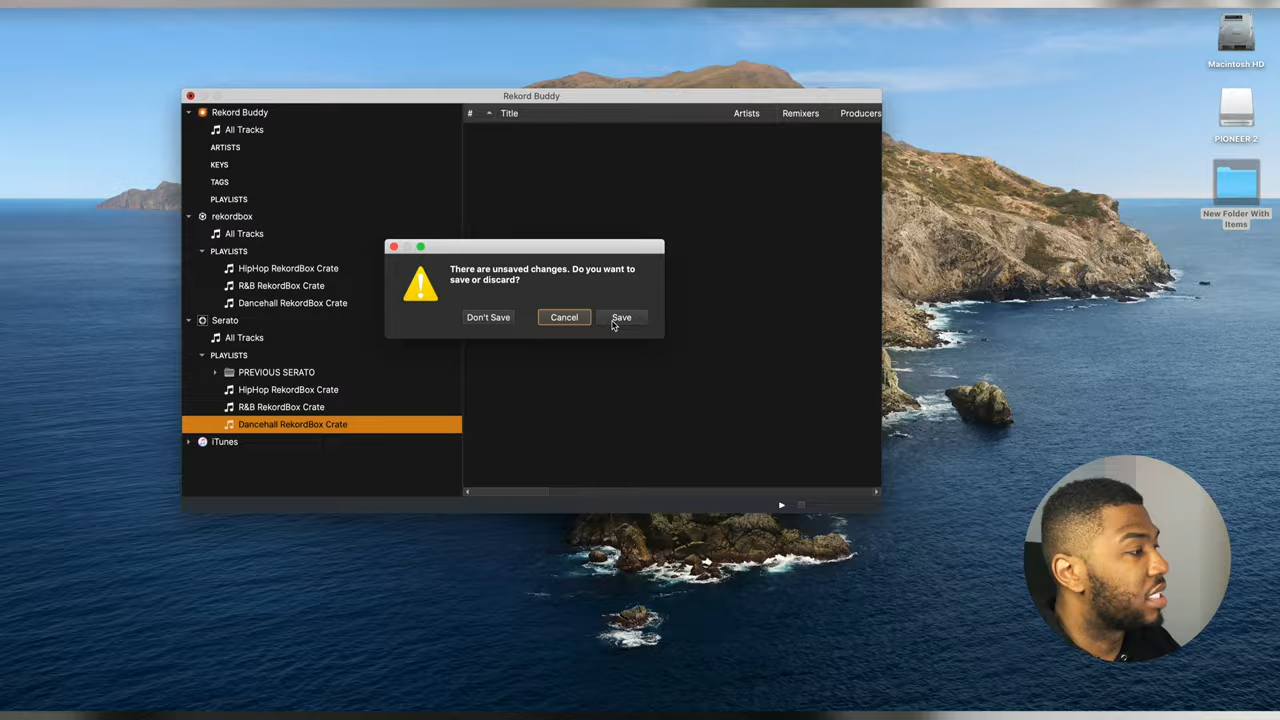 Macintosh HD
PIONEER 2
New Folder With
Items
Rekord Buddy
Rekord Buddy
All Tracks
ARTISTS
KEYS
TAGS
PLAYLISTS
rekordbox
All Tracks
PLAYLISTS
HipHop RekordBox Crate
R&B RekordBox Crate
Dancehall RekordBox Crate
Serato
All Tracks
PLAYLISTS
PREVIOUS SERATO
HipHop RekordBox Crate
R&B RekordBox Crate
Dancehall RekordBox Crate
iTunes
# Title Artists Remixers Producers
There are unsaved changes. Do you want to
save or discard?
Don't Save Cancel Save